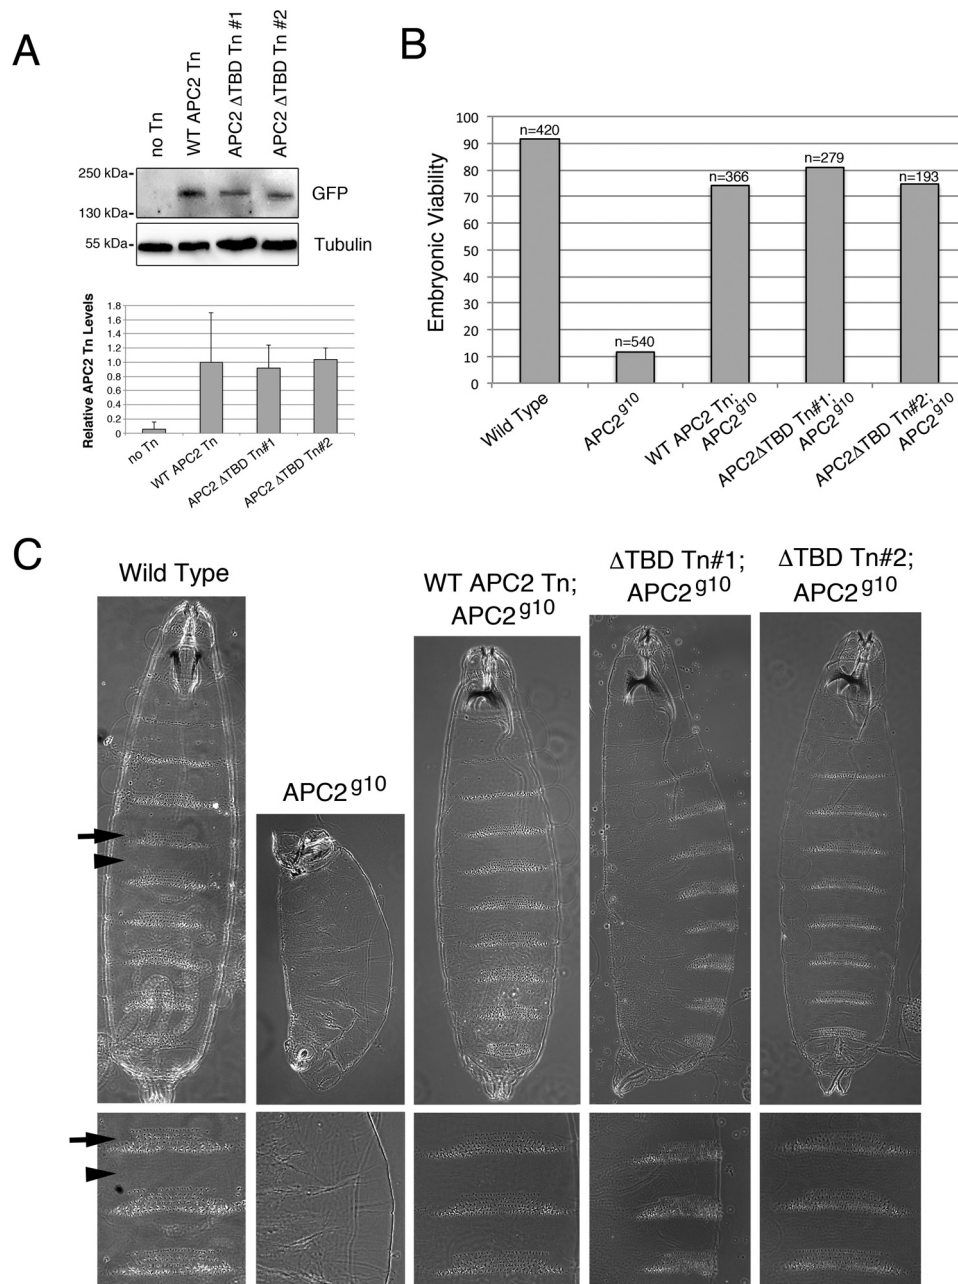 A
no Tn
WT APC2 Tn
APC2 ΔTBD Tn #1
APC2 ΔTBD Tn #2
250 kDa-
130 kDa-
GFP
55 kDa-
Tubulin
Relative APC2 Tn Levels
1.8
1.6
1.4
1.2
1.0
0.8
0.6
0.4
0.2
0
no Tn
WT APC2 Tn
APC2 ΔTBD Tn#1
APC2 ΔTBD Tn#2
B
Embryonic Viability
100
90
80
70
60
50
40
30
20
10
0
n=420
n=540
n=366
n=279
n=193
Wild Type
APC2g10
WT APC2 Tn;
APC2g10
APC2ΔTBD Tn#1;
APC2g10
APC2ΔTBD Tn#2;
APC2g10
C
Wild Type
APC2g10
WT APC2 Tn;
APC2g10
ΔTBD Tn#1;
APC2g10
ΔTBD Tn#2;
APC2g10